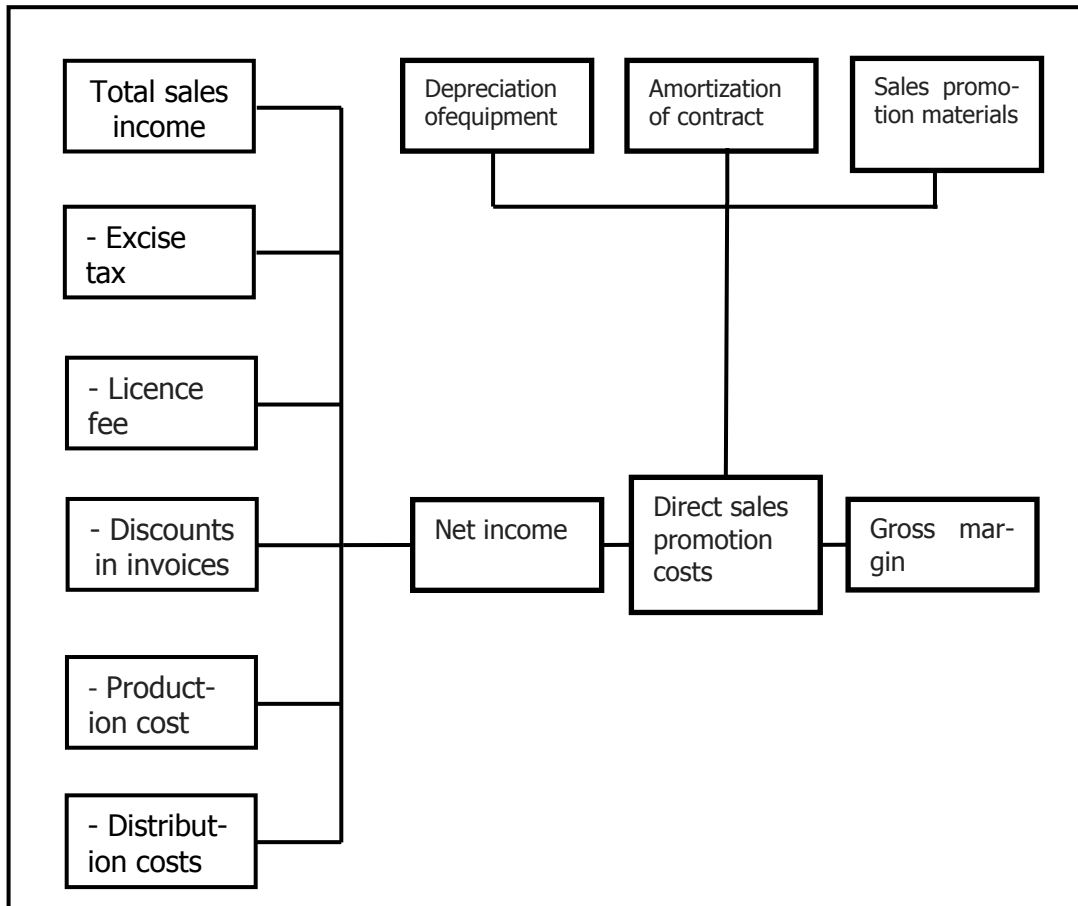 Total sales
income
- Excise
tax
- Licence
fee
- Discounts
in invoices
- Product-
ion cost
- Distribut-
ion costs
Depreciation
ofequipment
Amortization
of contract
Sales promo-
tion materials
Net income
Direct sales
promotion
costs
Gross mar-
gin